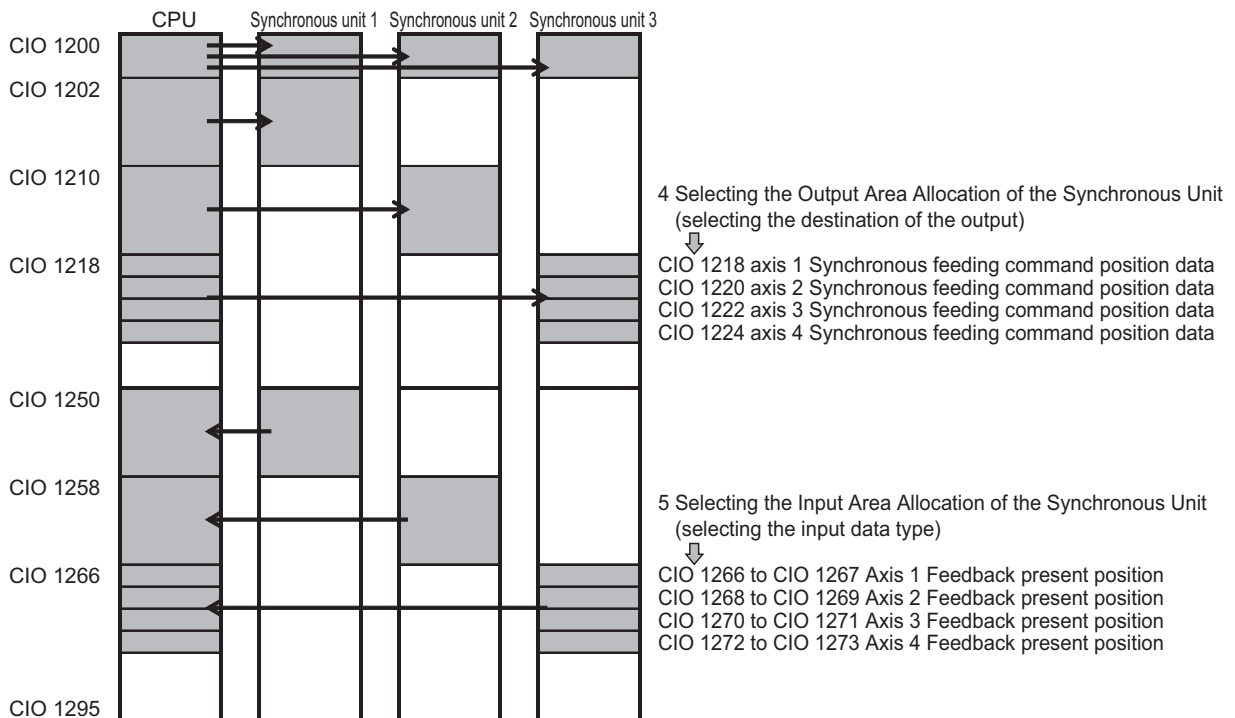 CPU
Synchronous unit 1
Synchronous unit 2
Synchronous unit 3
CIO 1200
CIO 1202
CIO 1210
CIO 1218
CIO 1250
CIO 1258
CIO 1266
CIO 1295
4 Selecting the Output Area Allocation of the Synchronous Unit
(selecting the destination of the output)
CIO 1218 axis 1 Synchronous feeding command position data
CIO 1220 axis 2 Synchronous feeding command position data
CIO 1222 axis 3 Synchronous feeding command position data
CIO 1224 axis 4 Synchronous feeding command position data
5 Selecting the Input Area Allocation of the Synchronous Unit
(selecting the input data type)
CIO 1266 to CIO 1267 Axis 1 Feedback present position
CIO 1268 to CIO 1269 Axis 2 Feedback present position
CIO 1270 to CIO 1271 Axis 3 Feedback present position
CIO 1272 to CIO 1273 Axis 4 Feedback present position